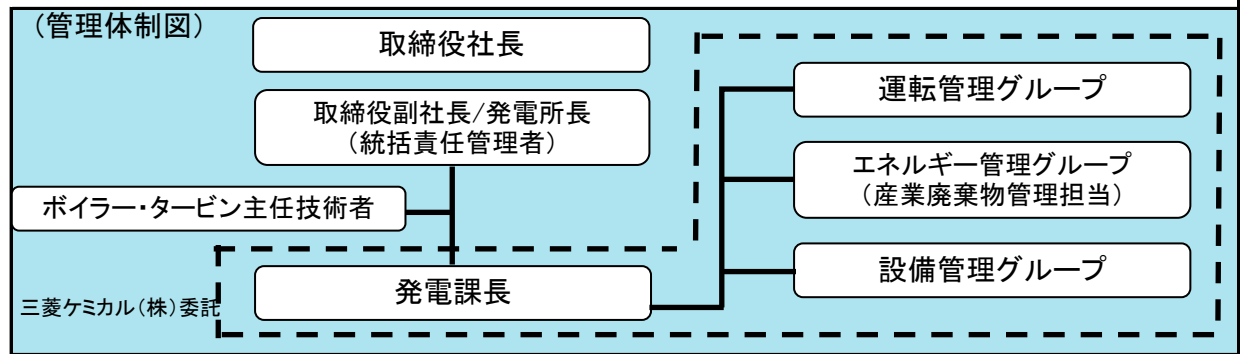 (管理体制図)
取締役社長
取締役副社長/発電所長
(統括責任管理者)
ボイラー・タービン主任技術者
発電課長
三菱ケミカル(株)委託
運転管理グループ
エネルギー管理グループ
(産業廃棄物管理担当)
設備管理グループ